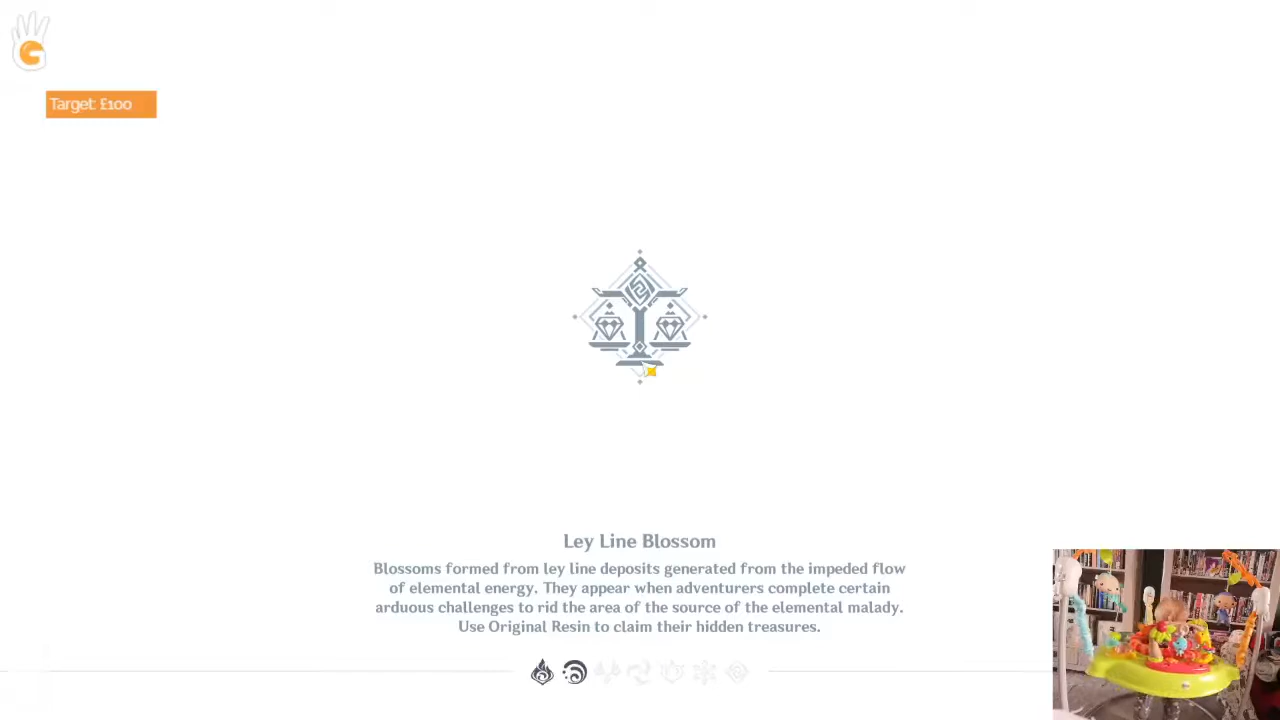 Target: £100
Ley Line Blossom
Blossoms formed from ley line deposits generated from the impeded flow
of elemental energy. They appear when adventurers complete certain
arduous challenges to rid the area of the source of the elemental malady.
Use Original Resin to claim their hidden treasures.